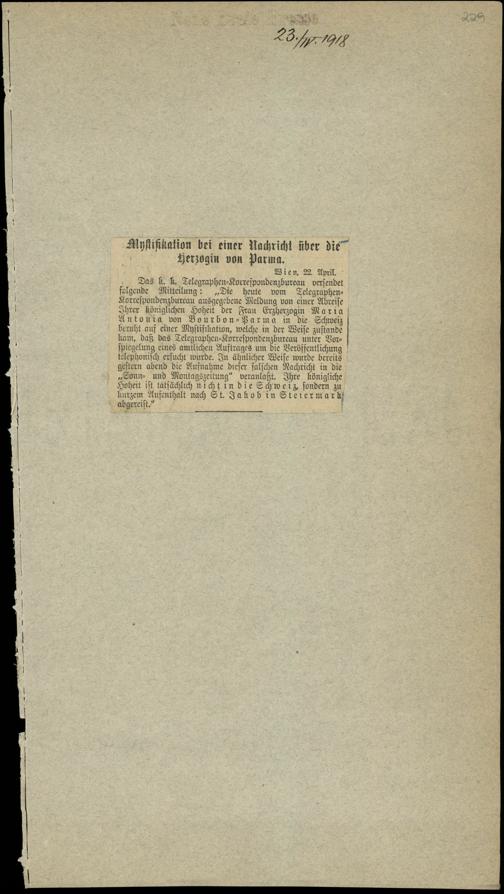 229
23./IV. 1918
Mystifikation bei einer Nachricht über die
Herzogin von Parma.
Wien, 22. April.
Das k. k. Telegraphen-Korrespondenzbureau versendet
folgende Mitteilung: „Die heute vom Telegraphen-
Korrespondenzbureau ausgegebene Meldung von einer Abreise
Ihrer königlichen Hoheit der Frau Erzherzogin Maria
Antonia von Bourbon-Parma in die Schweiz
beruht auf einer Mystifikation, welche in der Weise zustande
kam, daß das Telegraphen-Korrespondenzbureau unter Vor-
spiegelung eines amtlichen Auftrages um die Veröffentlichung
telephonisch ersucht wurde. In ähnlicher Weise wurde bereits
gestern abend die Aufnahme dieser falschen Nachricht in die
„Sonn- und Montagszeitung“ veranlaßt. Ihre königliche
Hoheit ist tatsächlich nicht in die Schweiz, sondern zu
kurzem Aufenthalt nach St. Jakob in Steiermark
abgereist.“